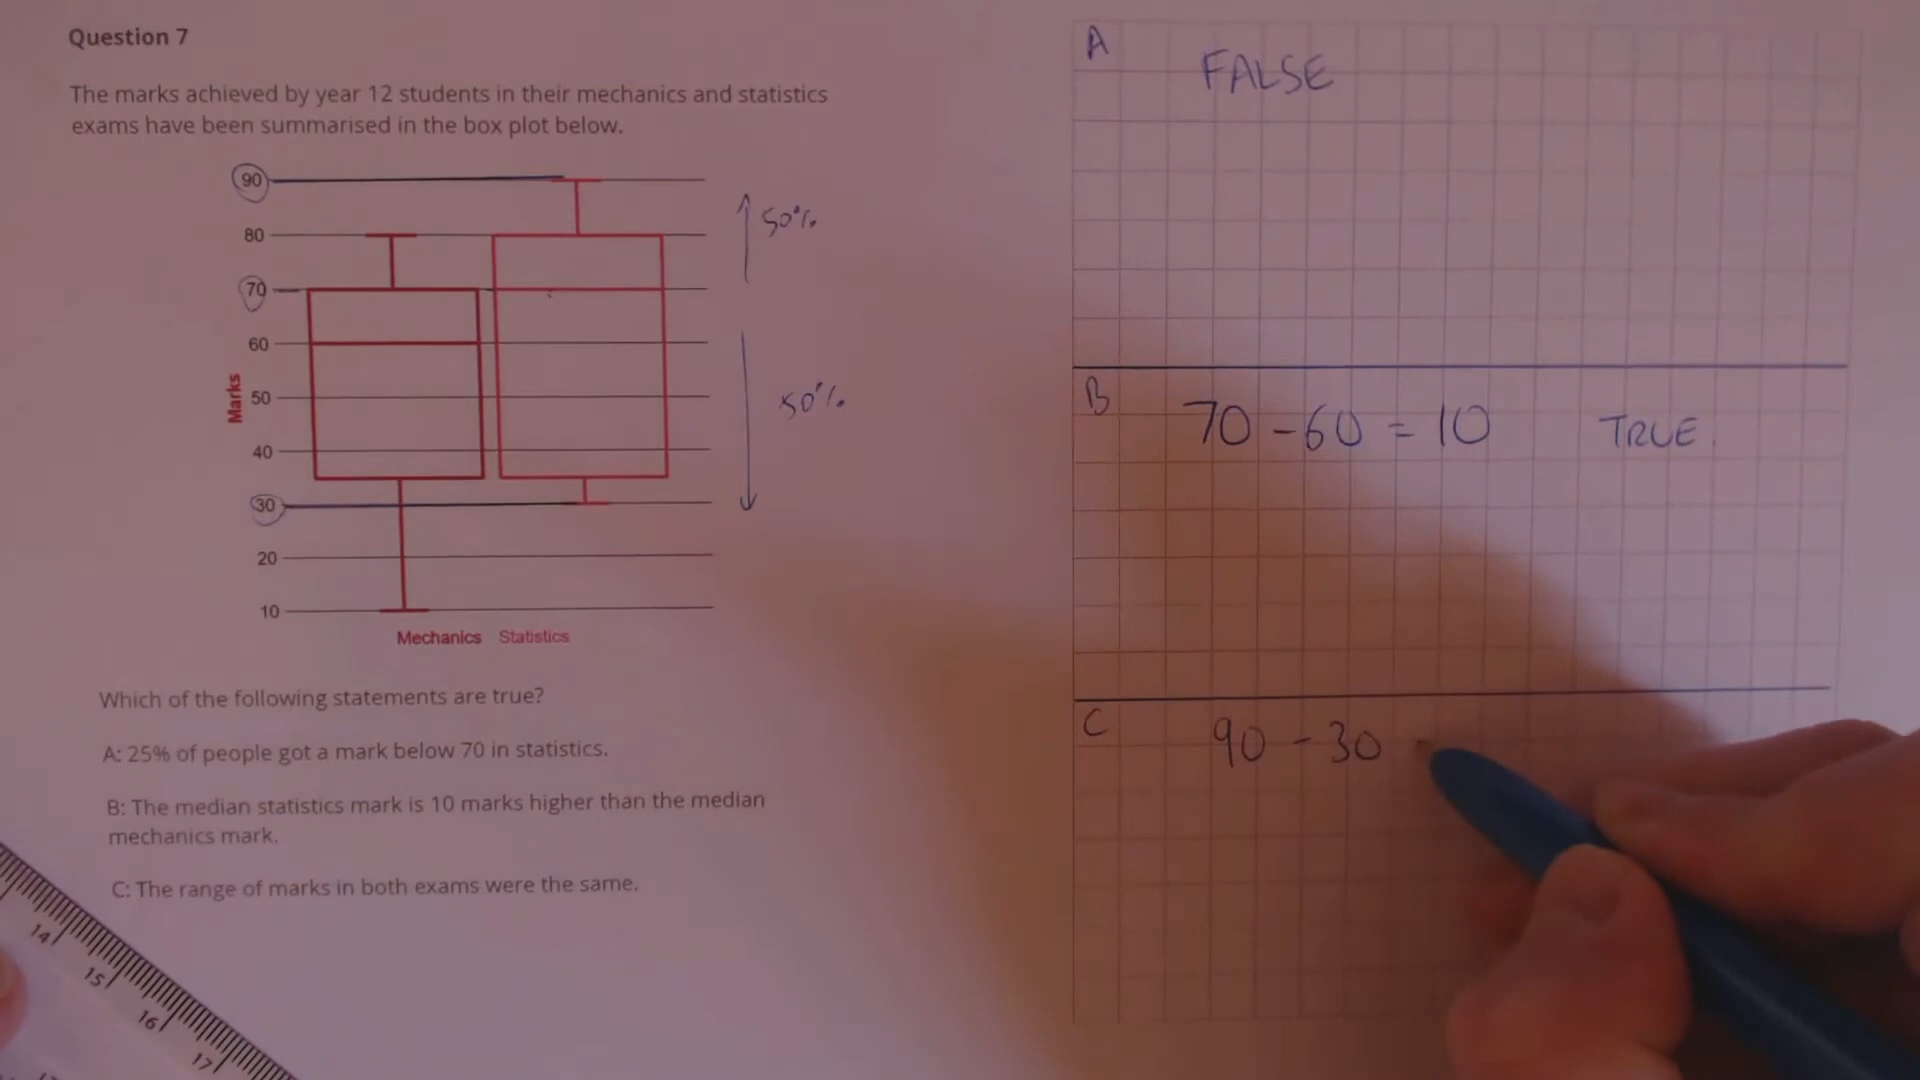 Question 7
The marks achieved by year 12 students in their mechanics and statistics
exams have been summarised in the box plot below.
90
80
70
60
50
40
30
20
10
Marks
Mechanics Statistics
50%
50%
Which of the following statements are true?
A: 25% of people got a mark below 70 in statistics.
B: The median statistics mark is 10 marks higher than the median
mechanics mark.
C: The range of marks in both exams were the same.
14
15
16
17
A
FALSE
B
70 - 60 = 10 TRUE.
C
90 - 30